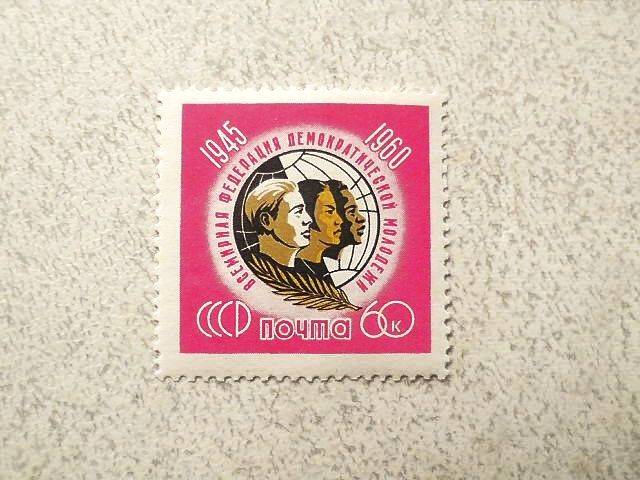 1945 1960
ВСЕМИРНАЯ ФЕДЕРАЦИЯ ДЕМОКРАТИЧЕСКОЙ МОЛОДЕЖИ
СССР ПОЧТА 60 К